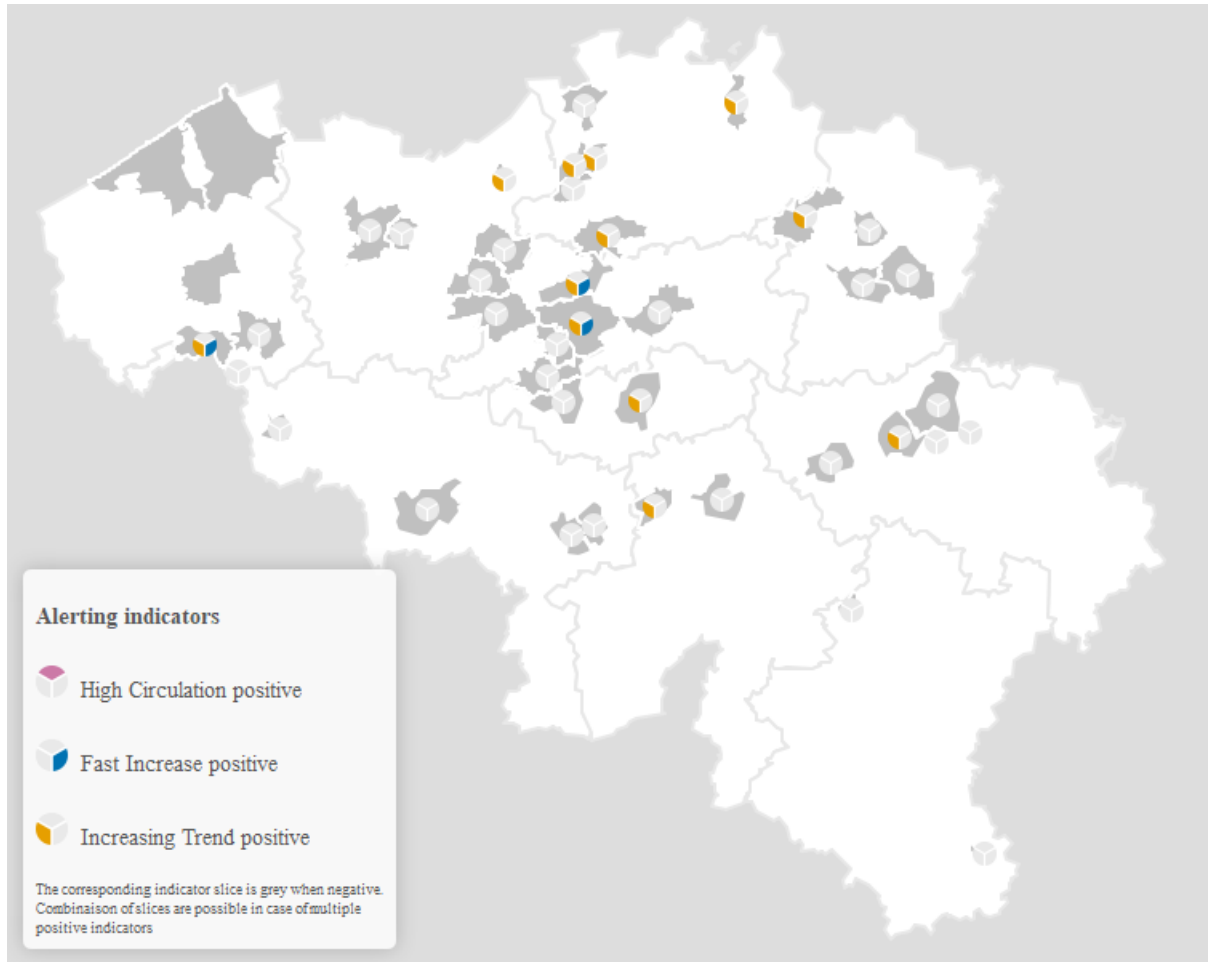 Alerting indicators
High Circulation positive
Fast Increase positive
Increasing Trend positive
The corresponding indicator slice is grey when negative.
Combinaison of slices are possible in case of multiple
positive indicators